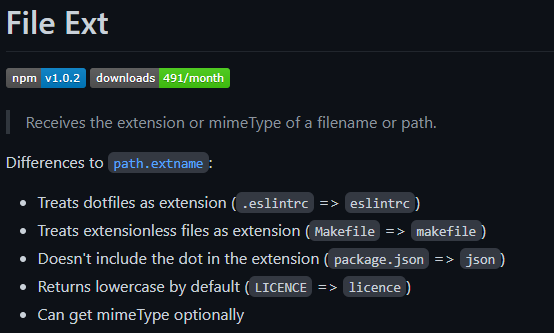 File Ext
npm v1.0.2 downloads 491/month
Receives the extension or mimeType of a filename or path.
Differences to path.extname:
• Treats dotfiles as extension (.eslintrc => eslintrc)
• Treats extensionless files as extension (Makefile => makefile)
• Doesn't include the dot in the extension (package.json => json)
• Returns lowercase by default (LICENCE => licence)
• Can get mimeType optionally